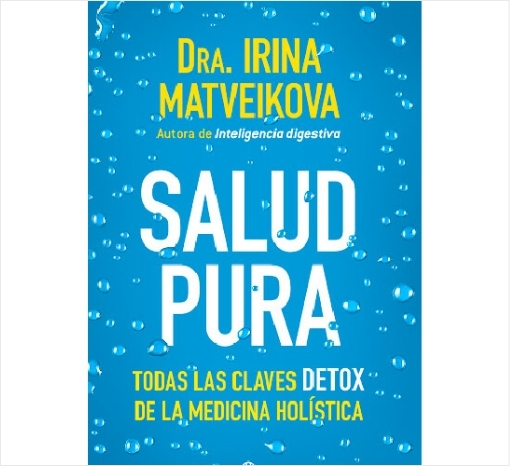 DRA. IRINA
MATVEIKOVA
Autora de Inteligencia digestiva
SALUD
PURA
TODAS LAS CLAVES DETOX
DE LA MEDICINA HOLÍSTICA